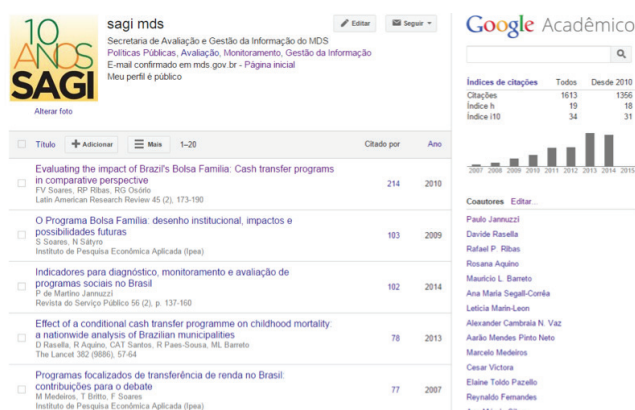 10
ANOS
SAGI
Alterar foto
sagi mds
Editar
Seguir
Secretaria de Avaliação e Gestão da Informação do MDS
Políticas Públicas, Avaliação, Monitoramento, Gestão da Informação
E-mail confirmado em mds.gov.br - Página inicial
Meu perfil é público
Título
Adicionar
Mais
1–20
Citado por
Ano
Evaluating the impact of Brazil's Bolsa Familia: Cash transfer programs
in comparative perspective
FV Soares, RP Ribas, RG Osório
Latin American Research Review 45 (2), 173-190
214
2010
O Programa Bolsa Família: desenho institucional, impactos e
possibilidades futuras
S Soares, N Sátyro
Instituto de Pesquisa Econômica Aplicada (Ipea)
103
2009
Indicadores para diagnóstico, monitoramento e avaliação de
programas sociais no Brasil
P de Martino Jannuzzi
Revista do Serviço Público 56 (2), p. 137-160
102
2014
Effect of a conditional cash transfer programme on childhood mortality:
a nationwide analysis of Brazilian municipalities
D Rasella, R Aquino, CAT Santos, R Paes-Sousa, ML Barreto
The Lancet 382 (9886), 57-64
78
2013
Programas focalizados de transferência de renda no Brasil:
contribuições para o debate
M Medeiros, T Britto, F Soares
Instituto de Pesquisa Econômica Aplicada (Ipea)
77
2007
Google Acadêmico
Índices de citações Todos Desde 2010
Citações 1613 1356
Índice h 19 18
Índice i10 34 31
2007 2008 2009 2010 2011 2012 2013 2014 2015
Coautores Editar...
Paulo Jannuzzi
Davide Rasella
Rafael P. Ribas
Rosana Aquino
Mauricio L. Barreto
Ana Maria Segall-Corrêa
Leticia Marin-Leon
Alexander Cambraia N. Vaz
Aarão Mendes Pinto Neto
Marcelo Medeiros
Cesar Victora
Elaine Toldo Pazello
Reynaldo Fernandes